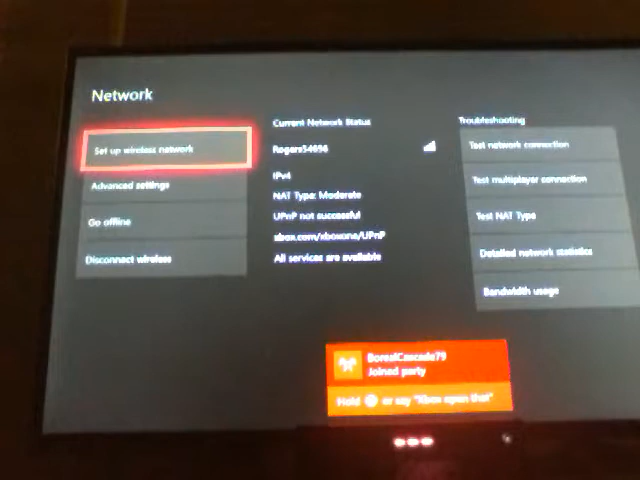 Network
Set up wireless network
Advanced settings
Go offline
Disconnect wireless
Current Network Status
Rogers54956
IPv4
NAT Type: Moderate
UPnP not successful
xbox.com/xboxone/UPnP
All services are available
Troubleshooting
Test network connection
Test multiplayer connection
Test NAT Type
Detailed network statistics
Bandwidth usage
BorealCascade79
Joined party
Hold or say "Xbox open that"